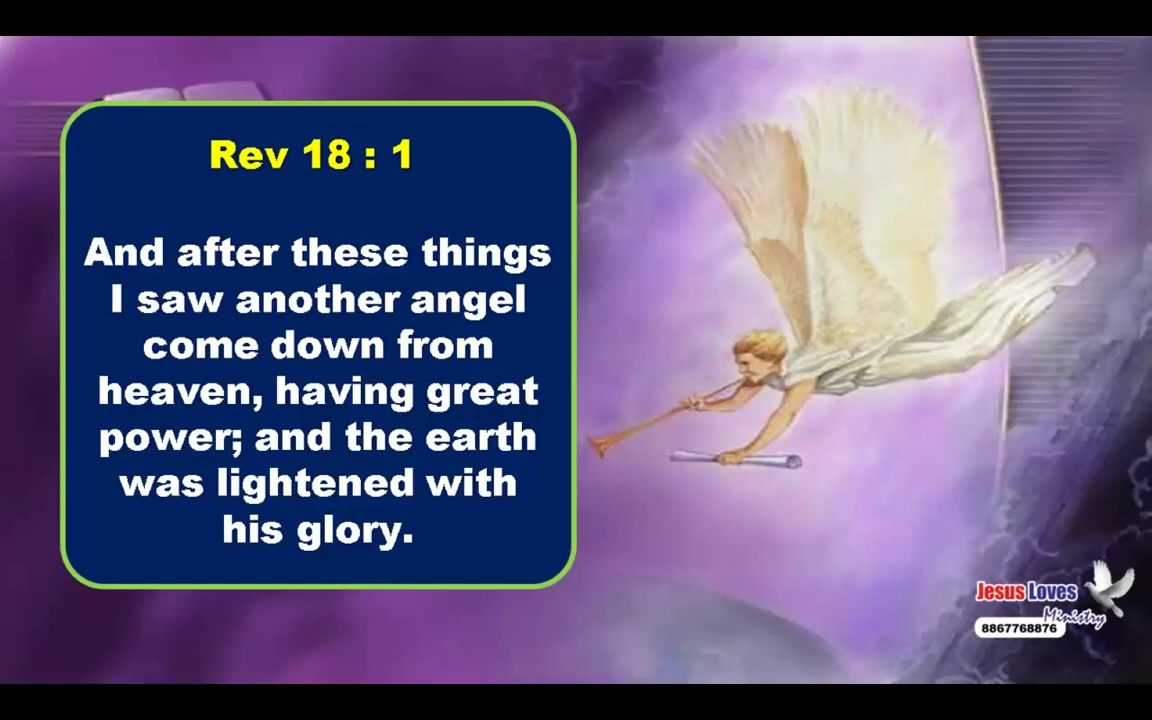 Rev 18 : 1
And after these things
I saw another angel
come down from
heaven, having great
power; and the earth
was lightened with
his glory.
Jesus Loves
Ministry
8867768876